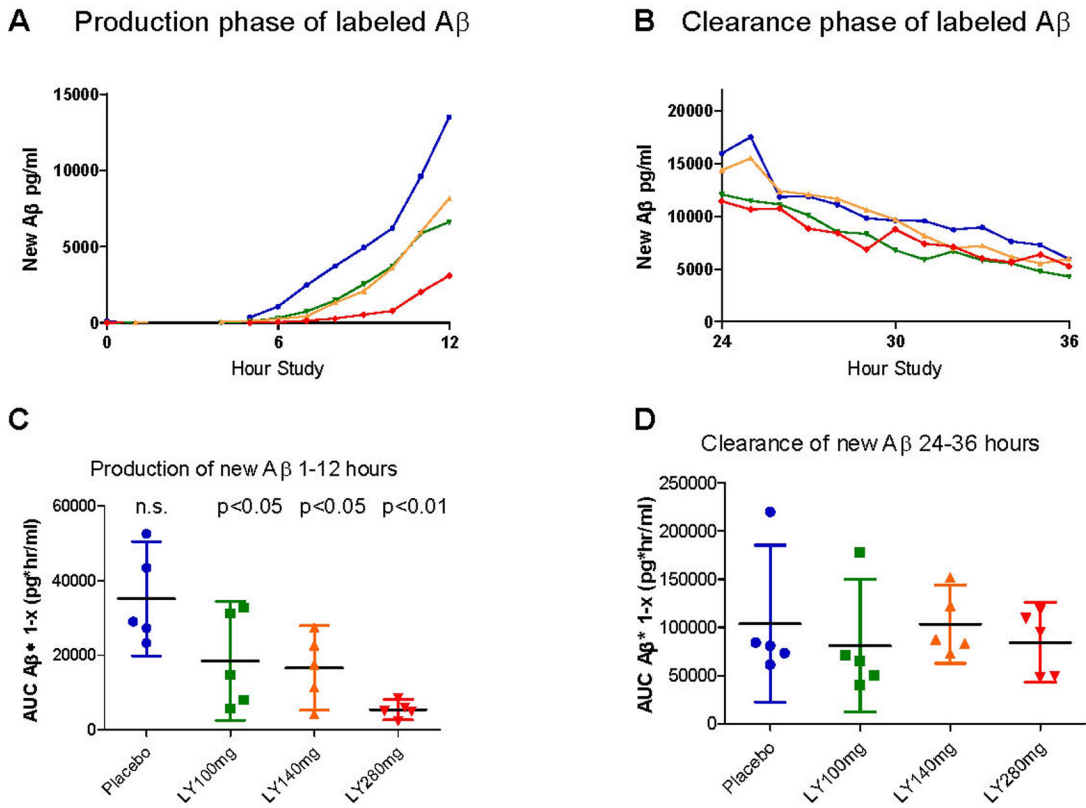 A Production phase of labeled Aβ
15000
10000
5000
0
New Aβ pg/ml
0 6 12
Hour Study
B Clearance phase of labeled Aβ
20000
15000
10000
5000
0
New Aβ pg/ml
24 30 36
Hour Study
C
Production of new Aβ 1-12 hours
n.s. p<0.05 p<0.05 p<0.01
60000
40000
20000
0
AUC Aβ* 1-x (pg*hr/ml)
Placebo LY100mg LY140mg LY280mg
D
Clearance of new Aβ 24-36 hours
250000
200000
150000
100000
50000
0
AUC Aβ* 1-x (pg*hr/ml)
Placebo LY100mg LY140mg LY280mg